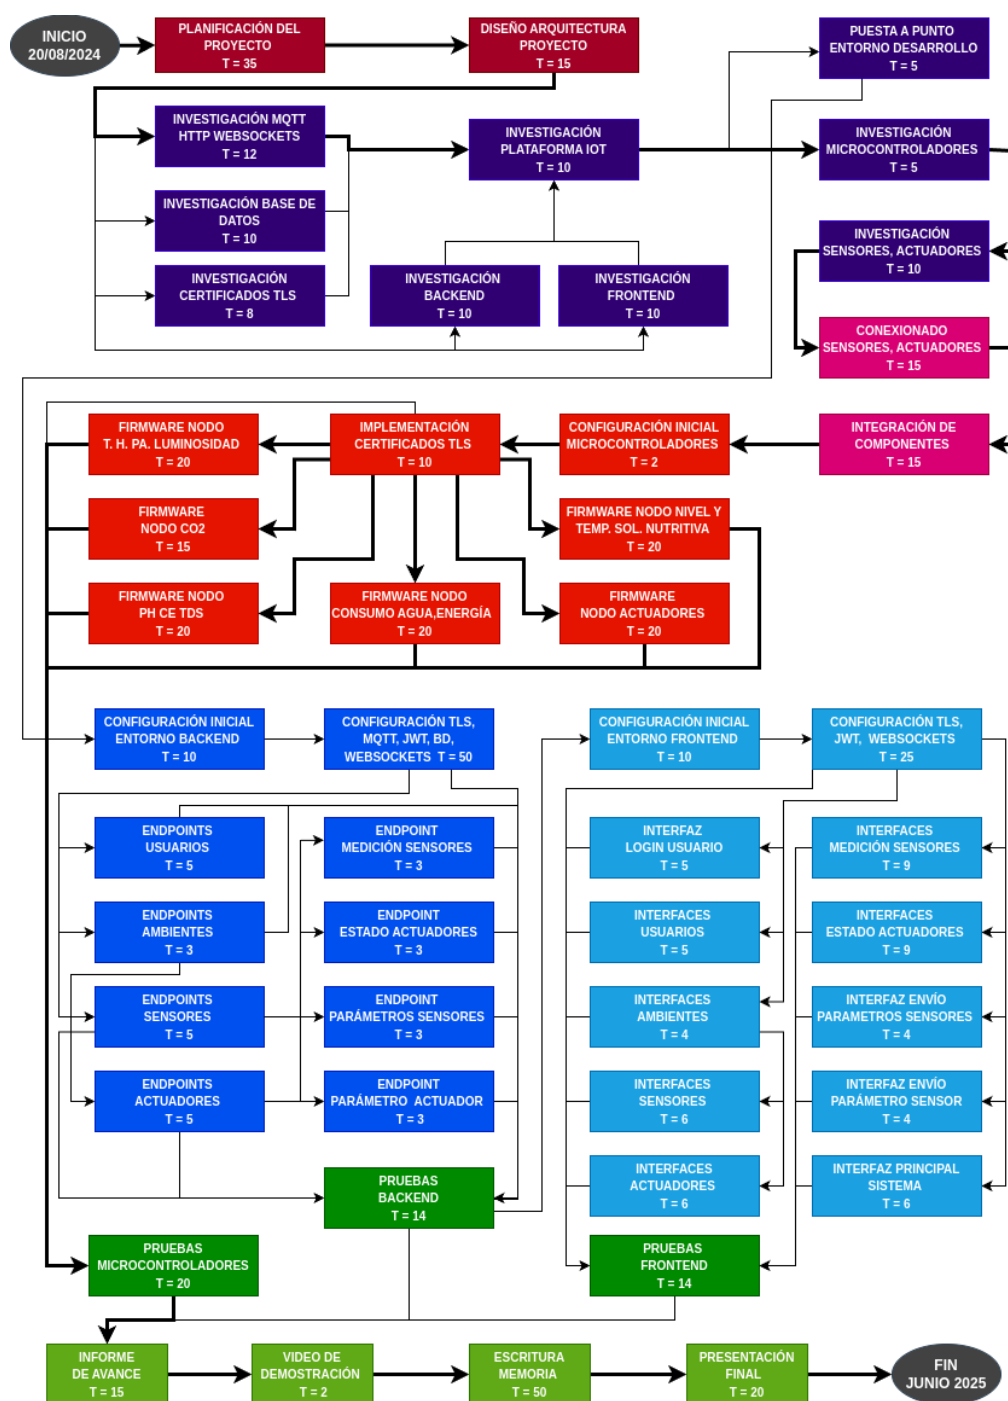 INICIO
20/08/2024
PLANIFICACIÓN DEL
PROYECTO
T = 35
DISEÑO ARQUITECTURA
PROYECTO
T = 15
PUESTA A PUNTO
ENTORNO DESARROLLO
T = 5
INVESTIGACIÓN MQTT
HTTP WEBSOCKETS
T = 12
INVESTIGACIÓN
PLATAFORMA IOT
T = 10
INVESTIGACIÓN
MICROCONTROLADORES
T = 5
INVESTIGACIÓN BASE DE
DATOS
T = 10
INVESTIGACIÓN
SENSORES, ACTUADORES
T = 10
INVESTIGACIÓN
CERTIFICADOS TLS
T = 8
INVESTIGACIÓN
BACKEND
T = 10
INVESTIGACIÓN
FRONTEND
T = 10
CONEXIONADO
SENSORES, ACTUADORES
T = 15
FIRMWARE NODO
T. H. PA. LUMINOSIDAD
T = 20
IMPLEMENTACIÓN
CERTIFICADOS TLS
T = 10
CONFIGURACIÓN INICIAL
MICROCONTROLADORES
T = 2
INTEGRACIÓN DE
COMPONENTES
T = 15
FIRMWARE
NODO CO2
T = 15
FIRMWARE NODO NIVEL Y
TEMP. SOL. NUTRITIVA
T = 20
FIRMWARE NODO
PH CE TDS
T = 20
FIRMWARE NODO
CONSUMO AGUA,ENERGÍA
T = 20
FIRMWARE
NODO ACTUADORES
T = 20
CONFIGURACIÓN INICIAL
ENTORNO BACKEND
T = 10
CONFIGURACIÓN TLS,
MQTT, JWT, BD,
WEBSOCKETS T = 50
CONFIGURACIÓN INICIAL
ENTORNO FRONTEND
T = 10
CONFIGURACIÓN TLS,
JWT, WEBSOCKETS
T = 25
ENDPOINTS
USUARIOS
T = 5
ENDPOINT
MEDICIÓN SENSORES
T = 3
INTERFAZ
LOGIN USUARIO
T = 5
INTERFACES
MEDICIÓN SENSORES
T = 9
ENDPOINTS
AMBIENTES
T = 3
ENDPOINT
ESTADO ACTUADORES
T = 3
INTERFACES
USUARIOS
T = 5
INTERFACES
ESTADO ACTUADORES
T = 9
ENDPOINTS
SENSORES
T = 5
ENDPOINT
PARÁMETROS SENSORES
T = 3
INTERFACES
AMBIENTES
T = 4
INTERFAZ ENVÍO
PARAMETROS SENSORES
T = 4
ENDPOINTS
ACTUADORES
T = 5
ENDPOINT
PARÁMETRO ACTUADOR
T = 3
INTERFACES
SENSORES
T = 6
INTERFAZ ENVÍO
PARÁMETRO SENSOR
T = 4
PRUEBAS
BACKEND
T = 14
INTERFACES
ACTUADORES
T = 6
INTERFAZ PRINCIPAL
SISTEMA
T = 6
PRUEBAS
MICROCONTROLADORES
T = 20
PRUEBAS
FRONTEND
T = 14
INFORME
DE AVANCE
T = 15
VIDEO DE
DEMOSTRACIÓN
T = 2
ESCRITURA
MEMORIA
T = 50
PRESENTACIÓN
FINAL
T = 20
FIN
JUNIO 2025